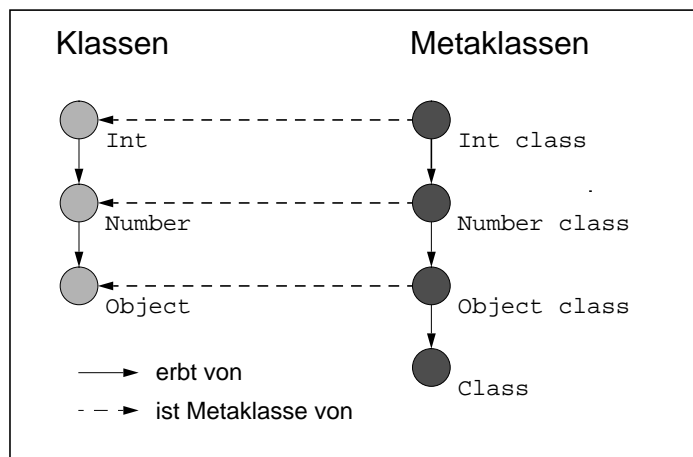 Klassen Metaklassen
Int Int class
Number Number class
Object Object class
erbt von
Class
ist Metaklasse von